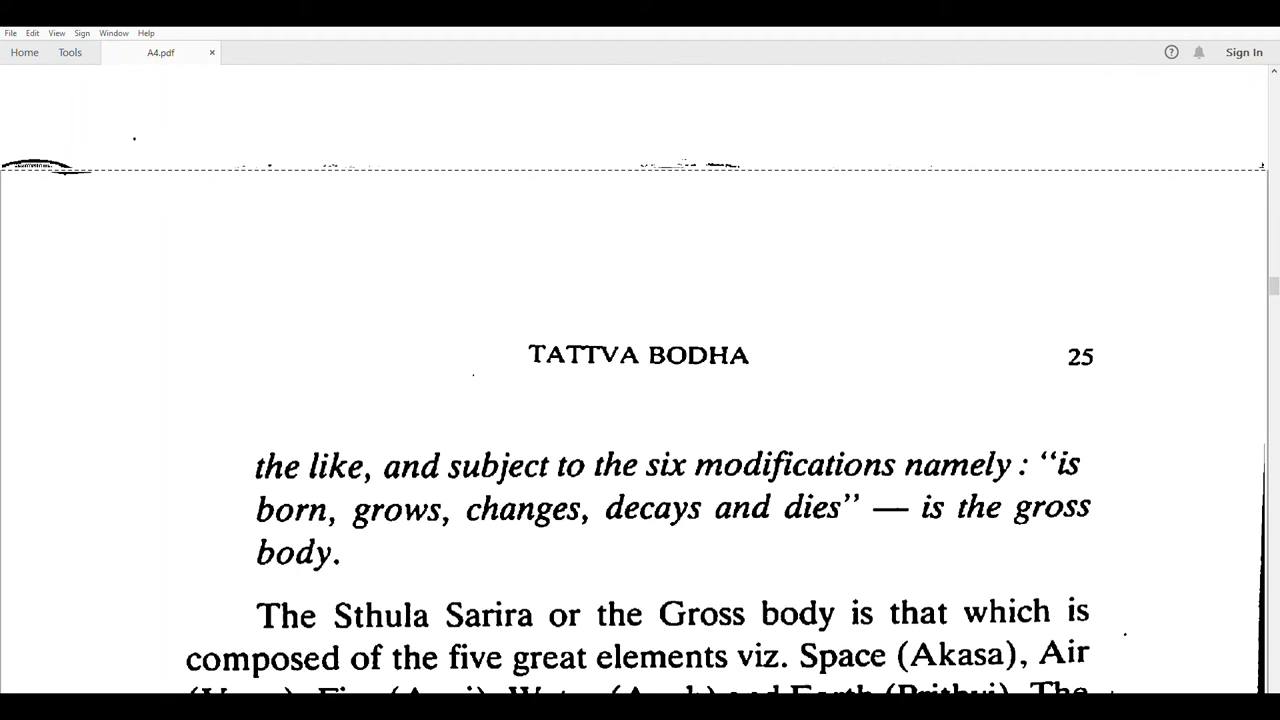 File Edit View Sign Window Help
Home Tools A4.pdf × ? Sign In
TATTVA BODHA 25
the like, and subject to the six modifications namely : “is
born, grows, changes, decays and dies” — is the gross
body.
The Sthula Sarira or the Gross body is that which is
composed of the five great elements viz. Space (Akasa), Air